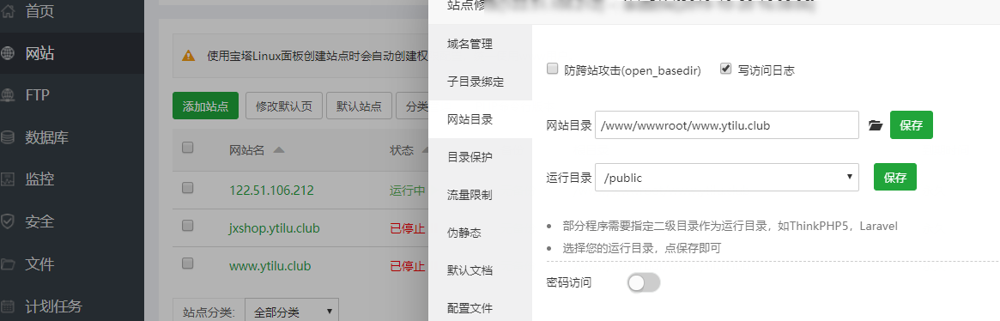 首页
网站
FTP
数据库
监控
安全
文件
计划任务
使用宝塔Linux面板创建站点时会自动创建权
添加站点 修改默认页 默认站点 分类
网站名 状态
122.51.106.212 运行中
jxshop.ytilu.club 已停止
www.ytilu.club 已停止
站点分类: 全部分类
站点修
域名管理
子目录绑定
网站目录
目录保护
流量限制
伪静态
默认文档
配置文件
防跨站攻击(open_basedir) 写访问日志
网站目录 /www/wwwroot/www.ytilu.club 保存
运行目录 /public 保存
部分程序需要指定二级目录作为运行目录，如ThinkPHP5，Laravel
选择您的运行目录，点保存即可
密码访问